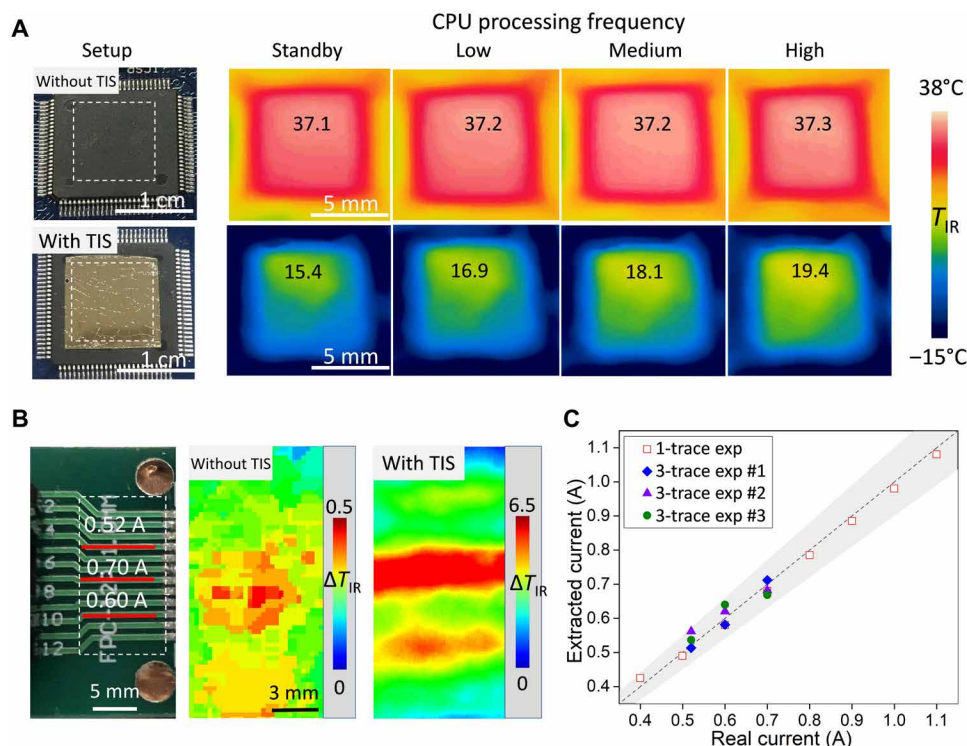 A
CPU processing frequency
Setup
Standby
Low
Medium
High
Without TIS
1 cm
37.1
37.2
37.2
37.3
5 mm
38°C
T_IR
−15°C
With TIS
1 cm
15.4
16.9
18.1
19.4
5 mm
B
2
4
6
8
10
12
0.52 A
0.70 A
0.60 A
5 mm
Without TIS
3 mm
0.5
ΔT_IR
0
With TIS
6.5
ΔT_IR
0
C
1-trace exp
3-trace exp #1
3-trace exp #2
3-trace exp #3
Extracted current (A)
1.1
1.0
0.9
0.8
0.7
0.6
0.5
0.4
0.4 0.5 0.6 0.7 0.8 0.9 1.0 1.1
Real current (A)